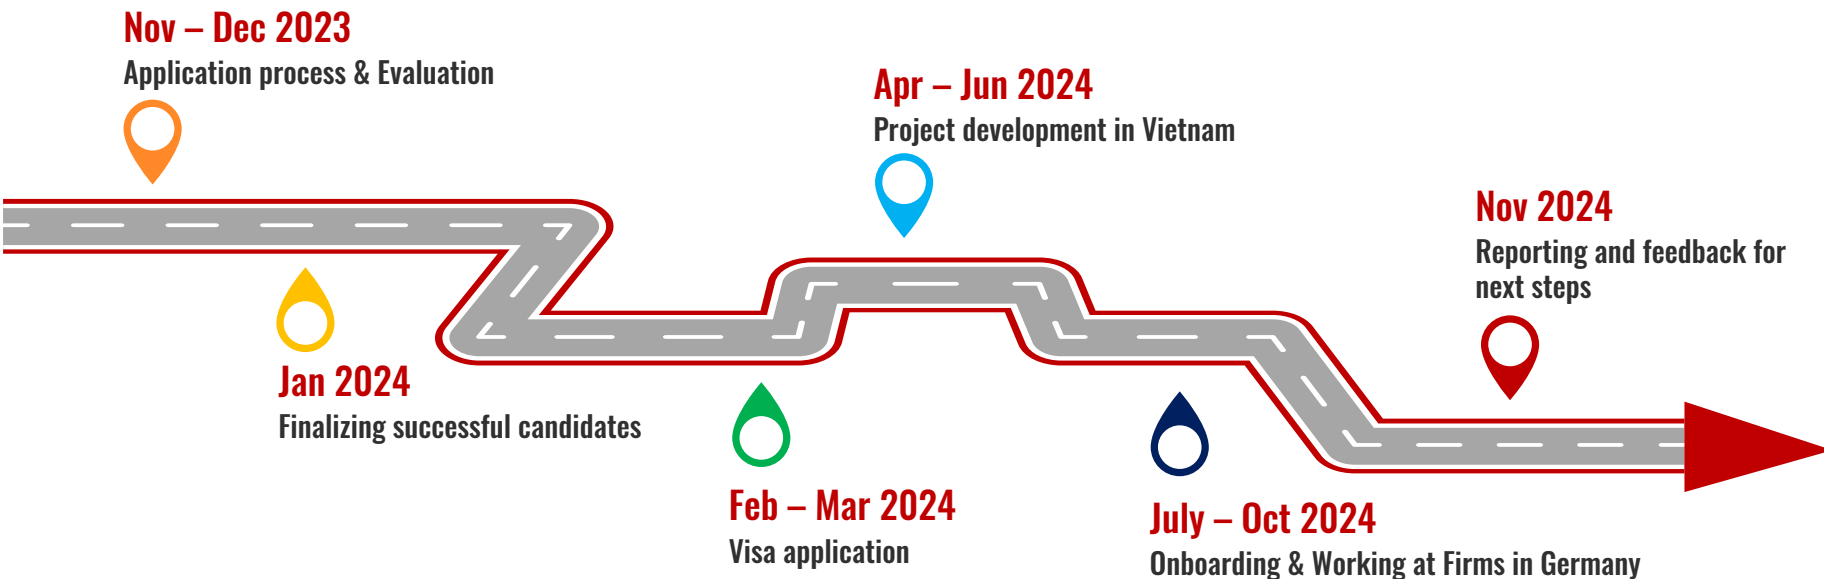 Nov – Dec 2023
Application process & Evaluation
Jan 2024
Finalizing successful candidates
Feb – Mar 2024
Visa application
Apr – Jun 2024
Project development in Vietnam
July – Oct 2024
Onboarding & Working at Firms in Germany
Nov 2024
Reporting and feedback for
next steps